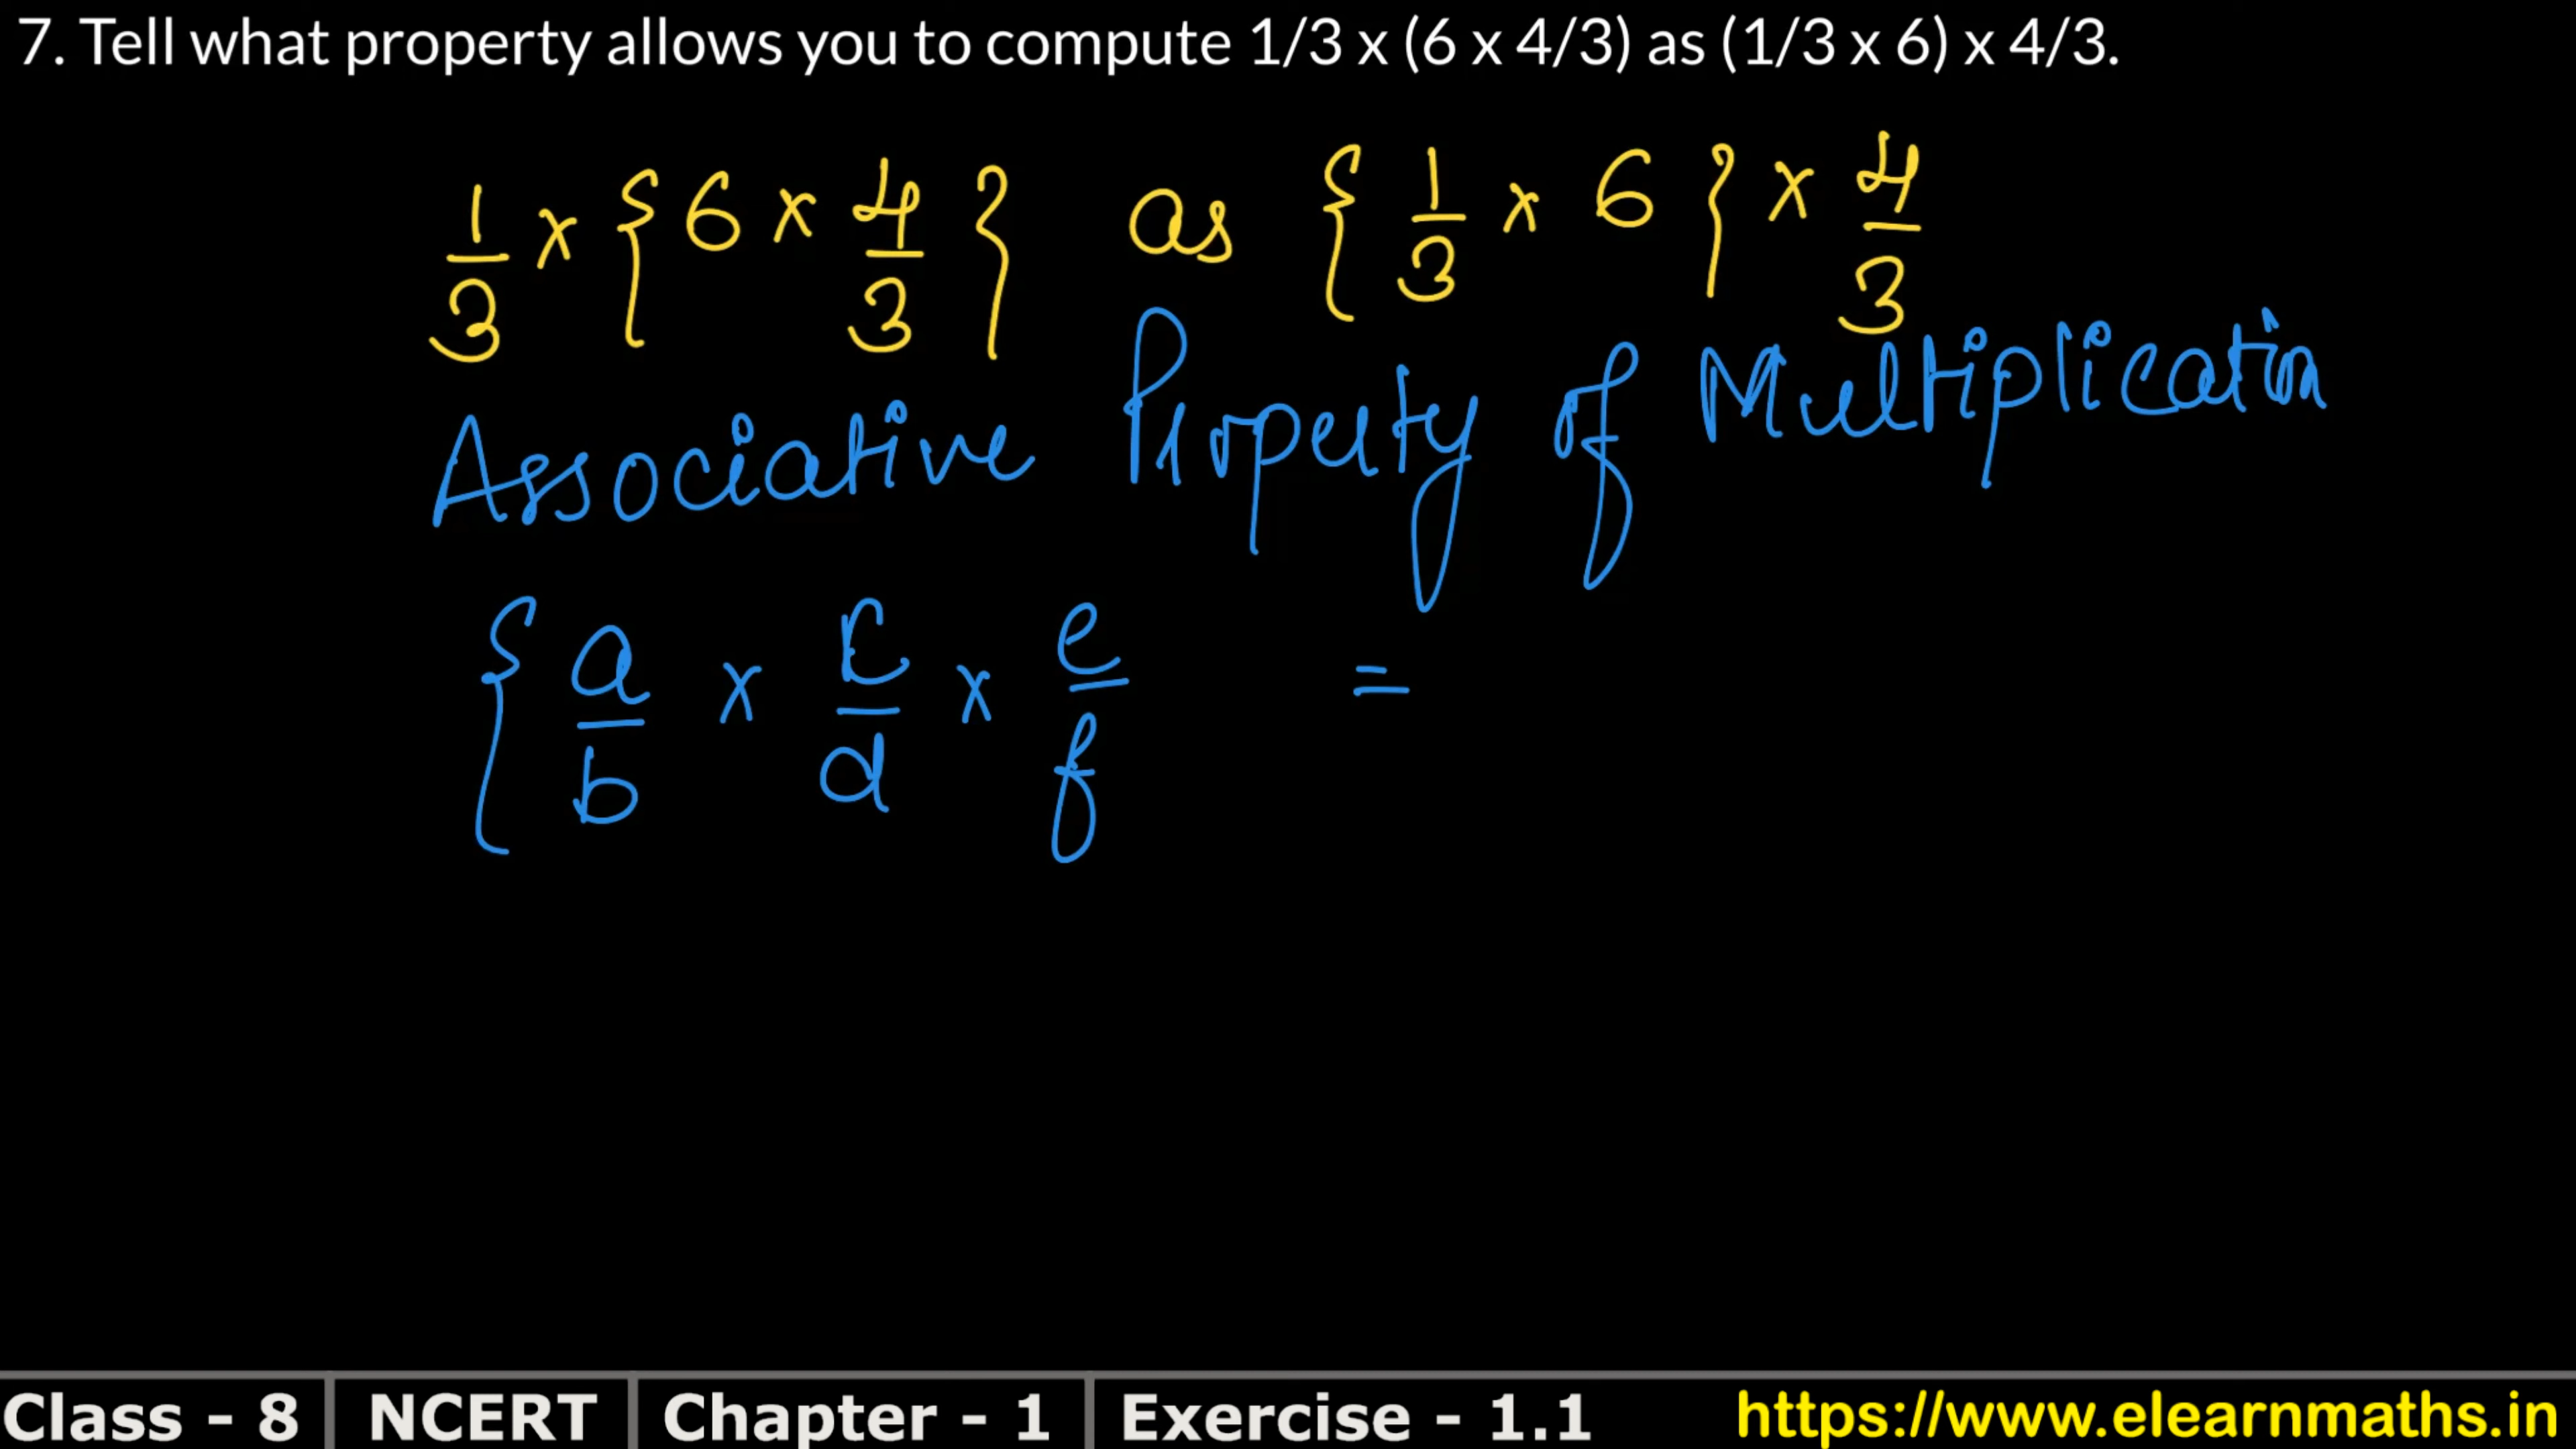 7. Tell what property allows you to compute 1/3 x (6 x 4/3) as (1/3 x 6) x 4/3.
1/3 x {6 x 4/3} as {1/3 x 6} x 4/3
Associative Property of Multiplication
{a/b x c/d x e/f =
Class - 8 NCERT Chapter - 1 Exercise - 1.1 https://www.elearnmaths.in